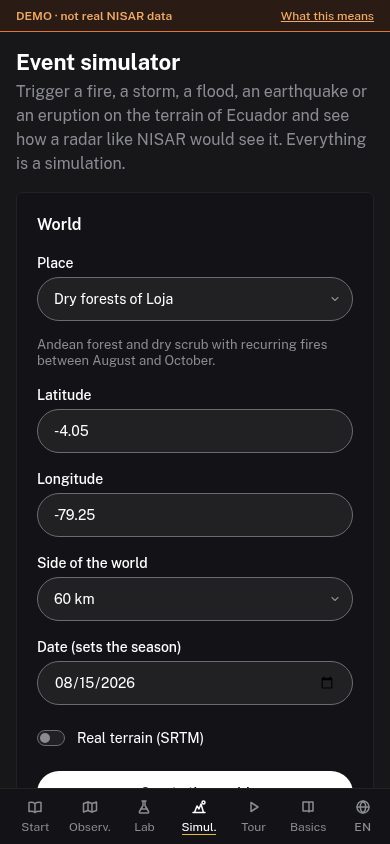 DEMO · not real NISAR data
What this means
Event simulator
Trigger a fire, a storm, a flood, an earthquake or
an eruption on the terrain of Ecuador and see
how a radar like NISAR would see it. Everything
is a simulation.
World
Place
Dry forests of Loja
Andean forest and dry scrub with recurring fires
between August and October.
Latitude
-4.05
Longitude
-79.25
Side of the world
60 km
Date (sets the season)
08/15/2026
Real terrain (SRTM)
Start
Observ.
Lab
Simul.
Tour
Basics
EN